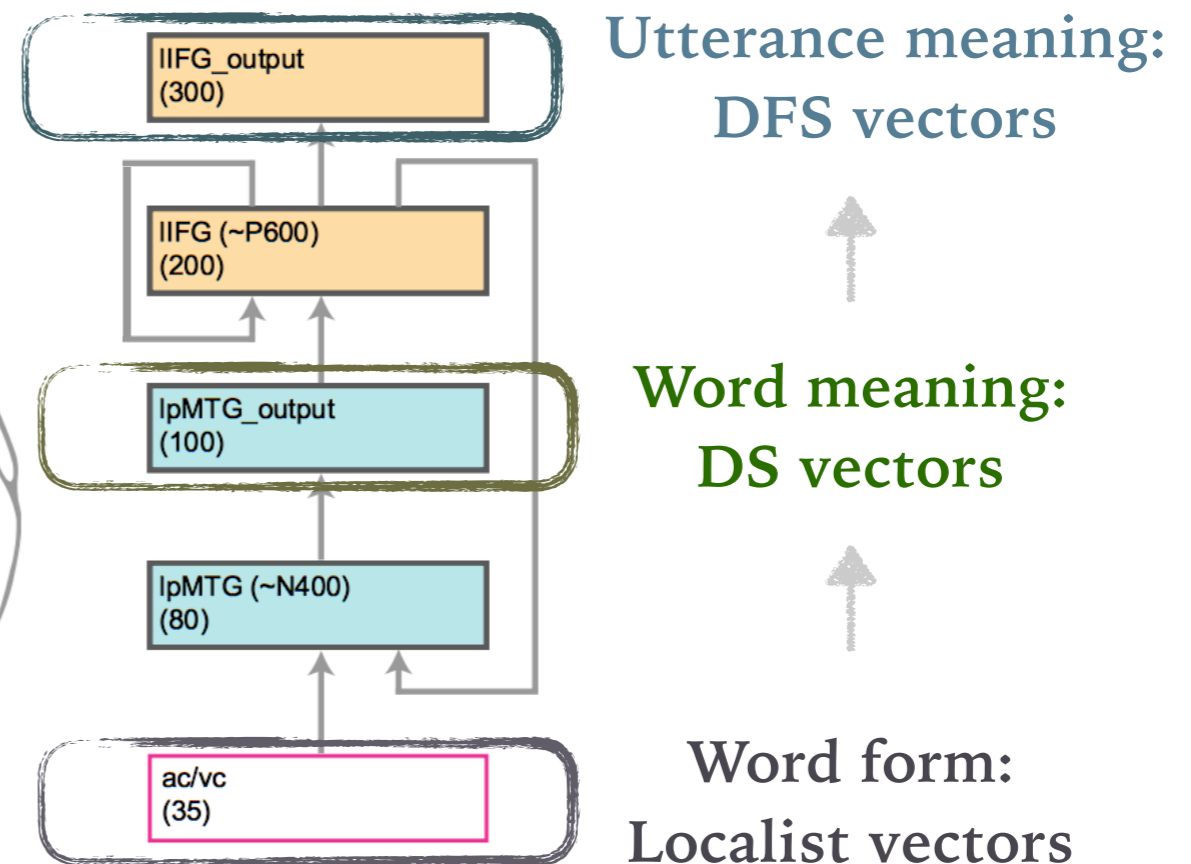 lIFG_output
(300)
Utterance meaning:
DFS vectors
lIFG (~P600)
(200)
lpMTG_output
(100)
Word meaning:
DS vectors
lpMTG (~N400)
(80)
ac/vc
(35)
Word form:
Localist vectors